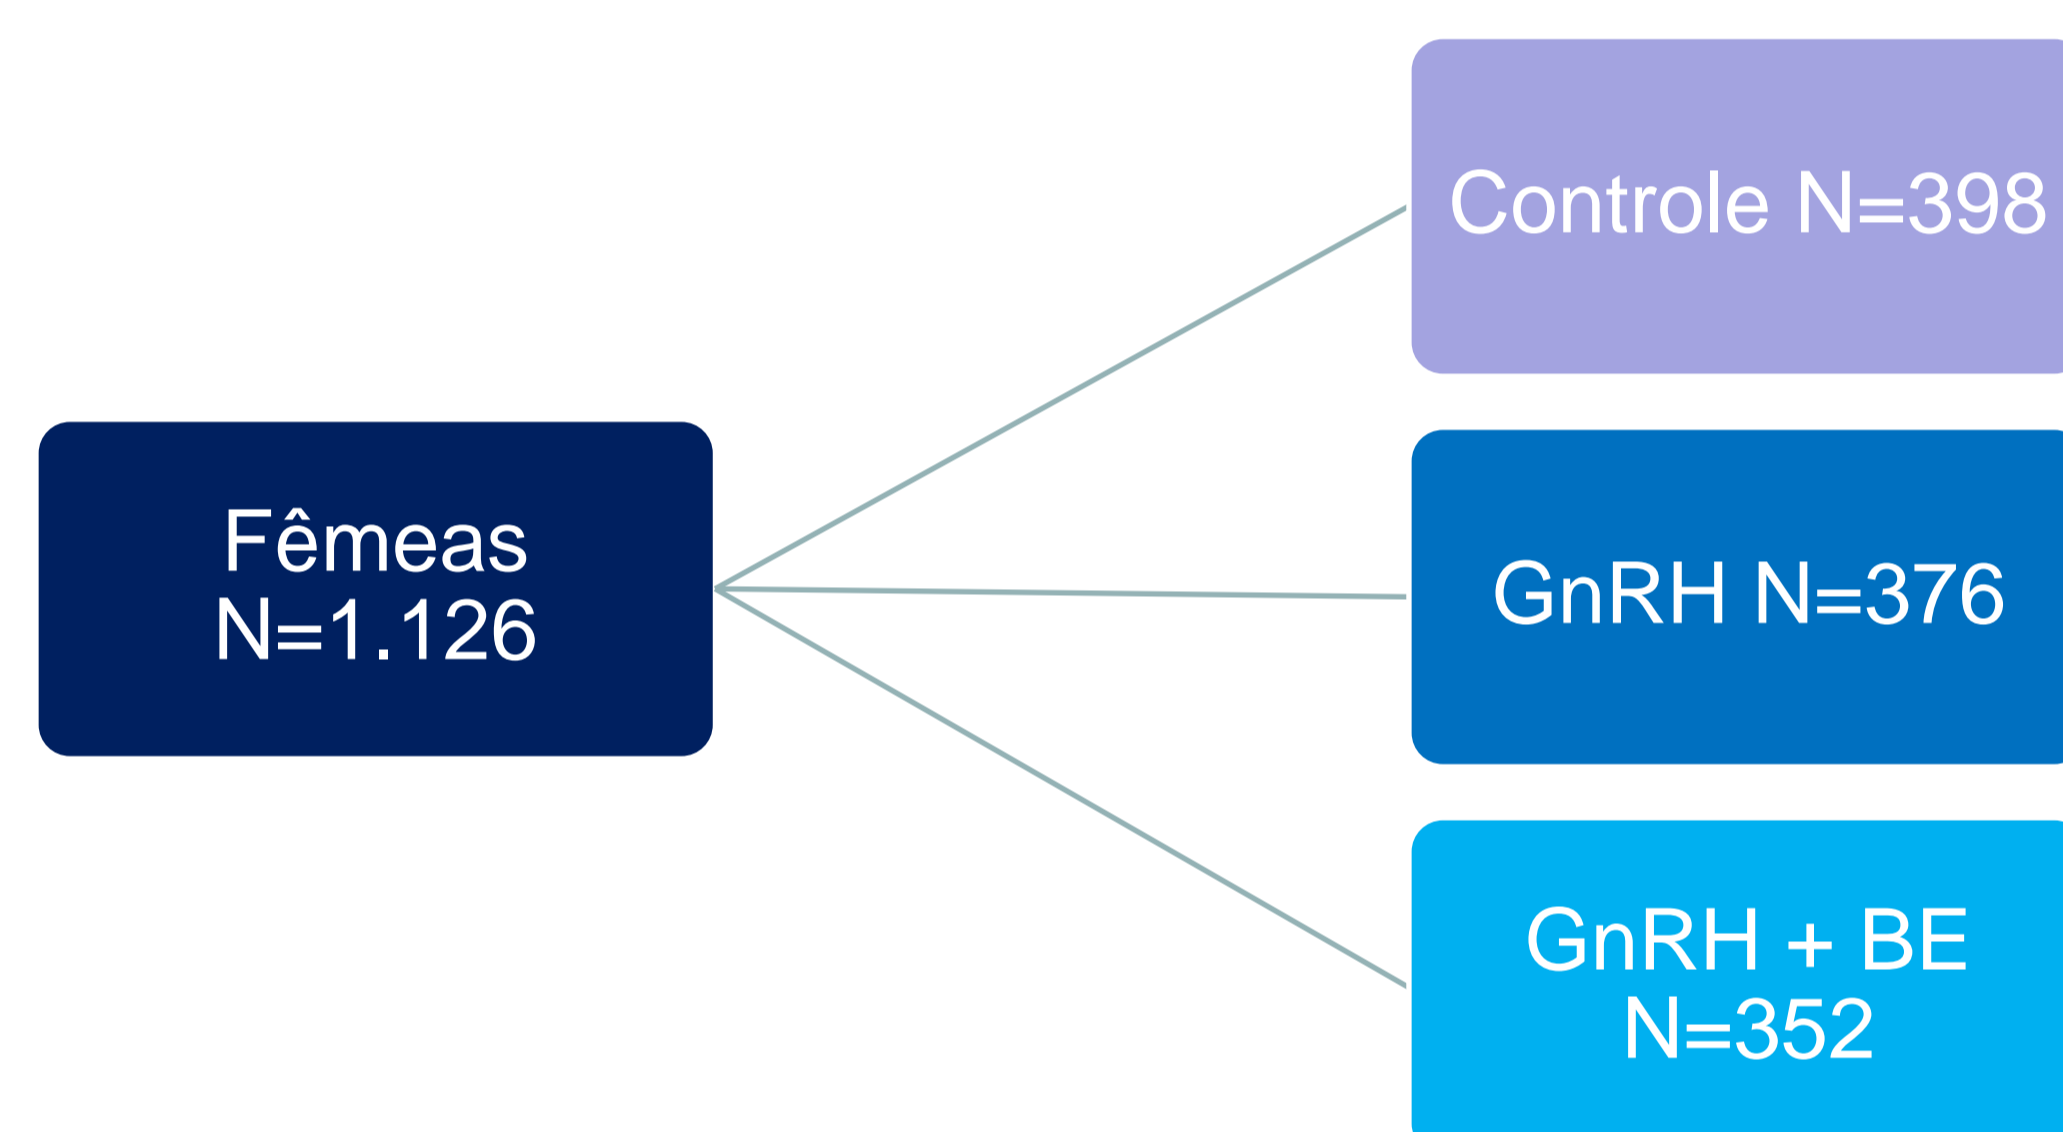 Controle N=398
Fêmeas
N=1.126
GnRH N=376
GnRH + BE
N=352